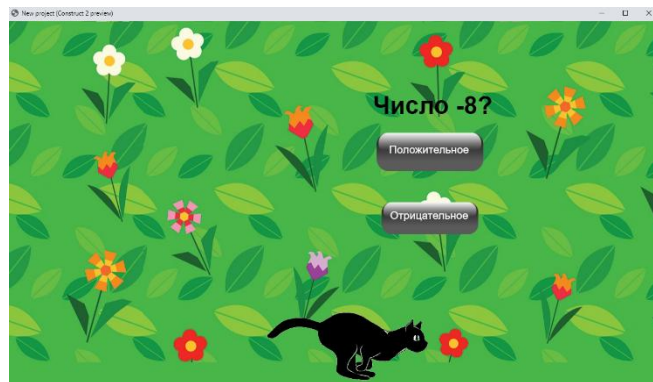 New project (Construct 2 preview)
Число -8?
Положительное
Отрицательное